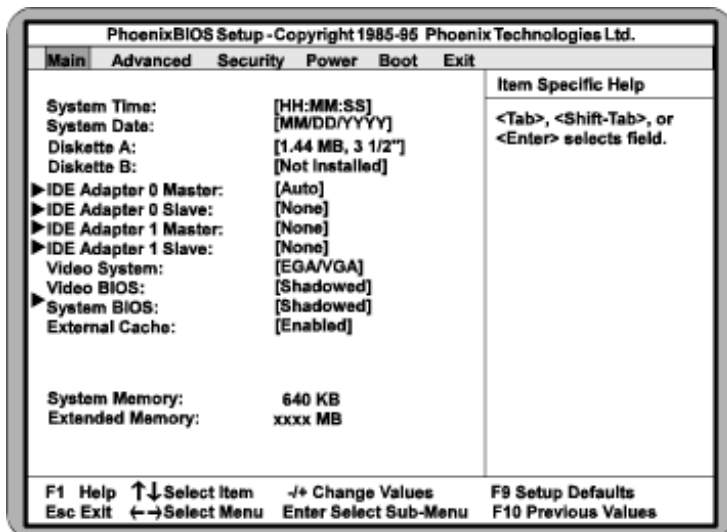 PhoenixBIOS Setup - Copyright 1985-95 Phoenix Technologies Ltd.
Main Advanced Security Power Boot Exit
Item Specific Help
<Tab>, <Shift-Tab>, or
<Enter> selects field.
System Time: [HH:MM:SS]
System Date: [MM/DD/YYYY]
Diskette A: [1.44 MB, 3 1/2"]
Diskette B: [Not Installed]
▶IDE Adapter 0 Master: [Auto]
▶IDE Adapter 0 Slave: [None]
▶IDE Adapter 1 Master: [None]
▶IDE Adapter 1 Slave: [None]
Video System: [EGA/VGA]
Video BIOS: [Shadowed]
▶System BIOS: [Shadowed]
External Cache: [Enabled]
System Memory: 640 KB
Extended Memory: xxxx MB
F1 Help ↑↓Select Item -/+ Change Values F9 Setup Defaults
Esc Exit ←→Select Menu Enter Select Sub-Menu F10 Previous Values